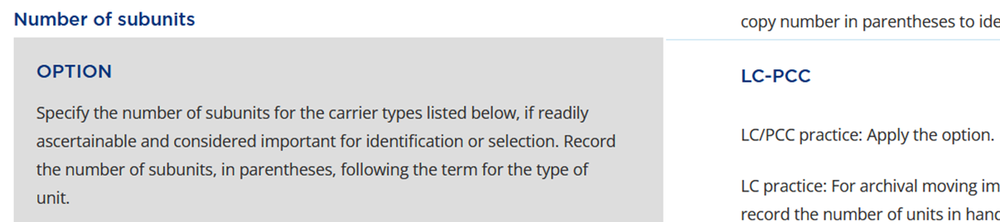 Number of subunits
OPTION
Specify the number of subunits for the carrier types listed below, if readily
ascertainable and considered important for identification or selection. Record
the number of subunits, in parentheses, following the term for the type of
unit.
copy number in parentheses to ide
LC-PCC
LC/PCC practice: Apply the option.
LC practice: For archival moving im
record the number of units in hand